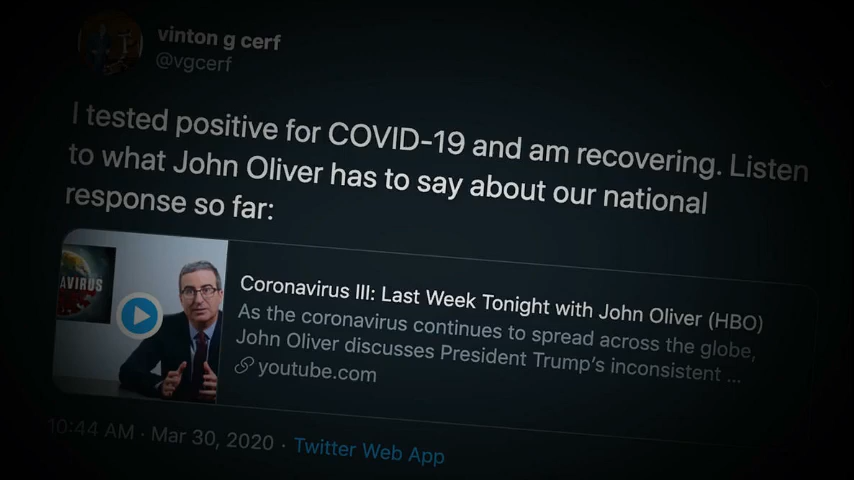 vinton g cerf
@vgcerf
I tested positive for COVID-19 and am recovering. Listen
to what John Oliver has to say about our national
response so far:
AVIRUS
Coronavirus III: Last Week Tonight with John Oliver (HBO)
As the coronavirus continues to spread across the globe,
John Oliver discusses President Trump's inconsistent ...
youtube.com
10:44 AM · Mar 30, 2020 · Twitter Web App